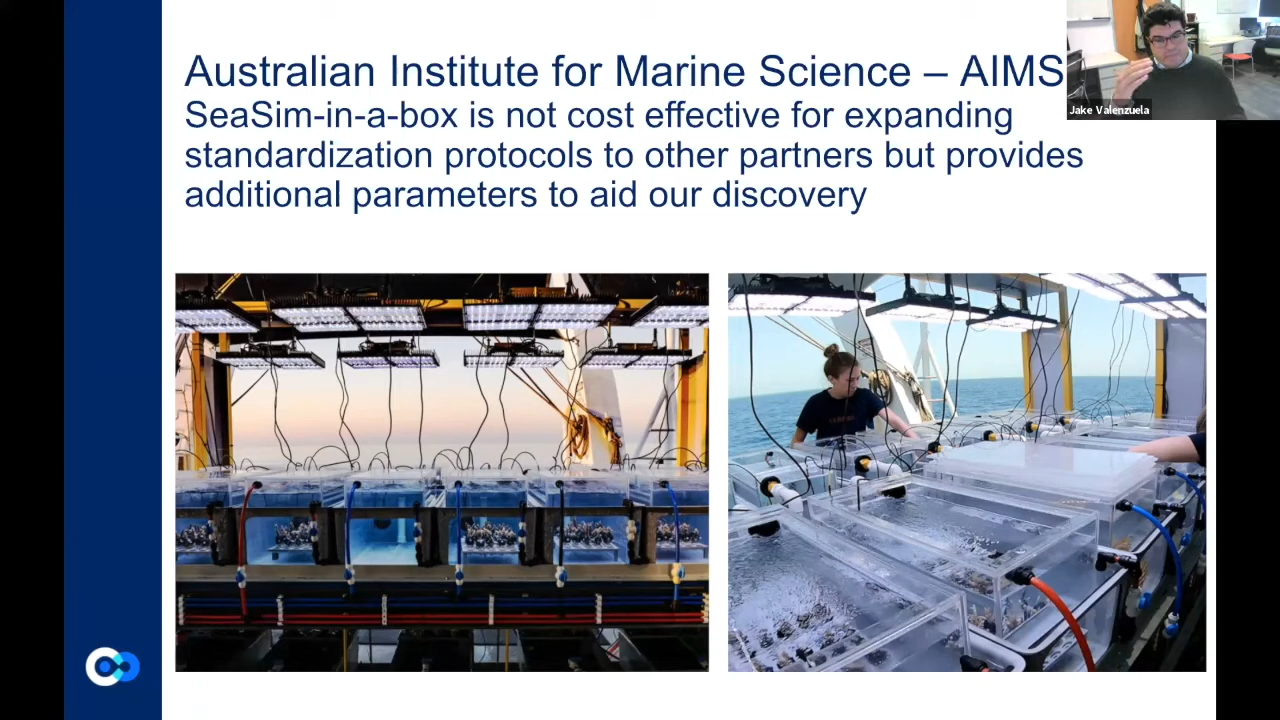 Australian Institute for Marine Science – AIMS
SeaSim-in-a-box is not cost effective for expanding
standardization protocols to other partners but provides
additional parameters to aid our discovery
Jake Valenzuela